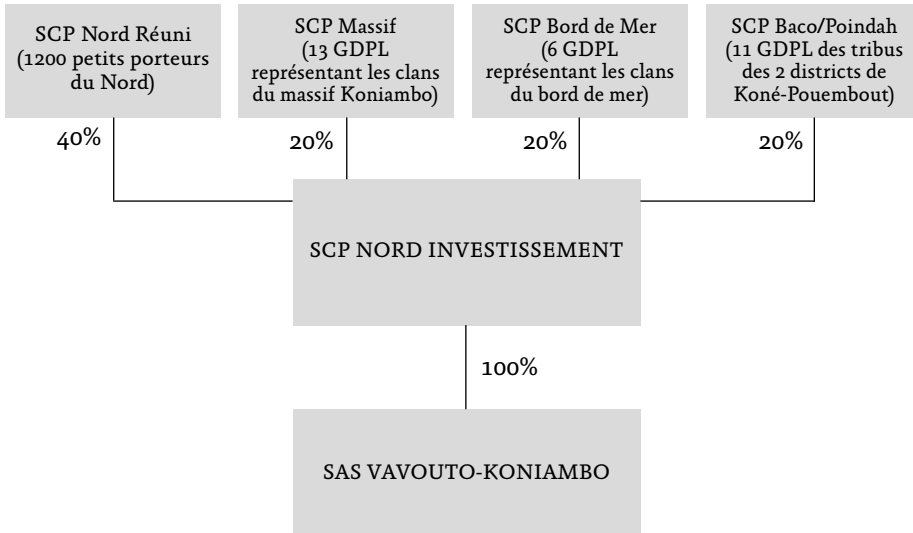 SCP Nord Réuni
(1200 petits porteurs
du Nord)
SCP Massif
(13 GDPL
représentant les clans
du massif Koniambo)
SCP Bord de Mer
(6 GDPL
représentant les clans
du bord de mer)
SCP Baco/Poindah
(11 GDPL des tribus
des 2 districts de
Koné-Pouembout)
40%
20%
20%
20%
SCP NORD INVESTISSEMENT
100%
SAS VAVOUTO-KONIAMBO